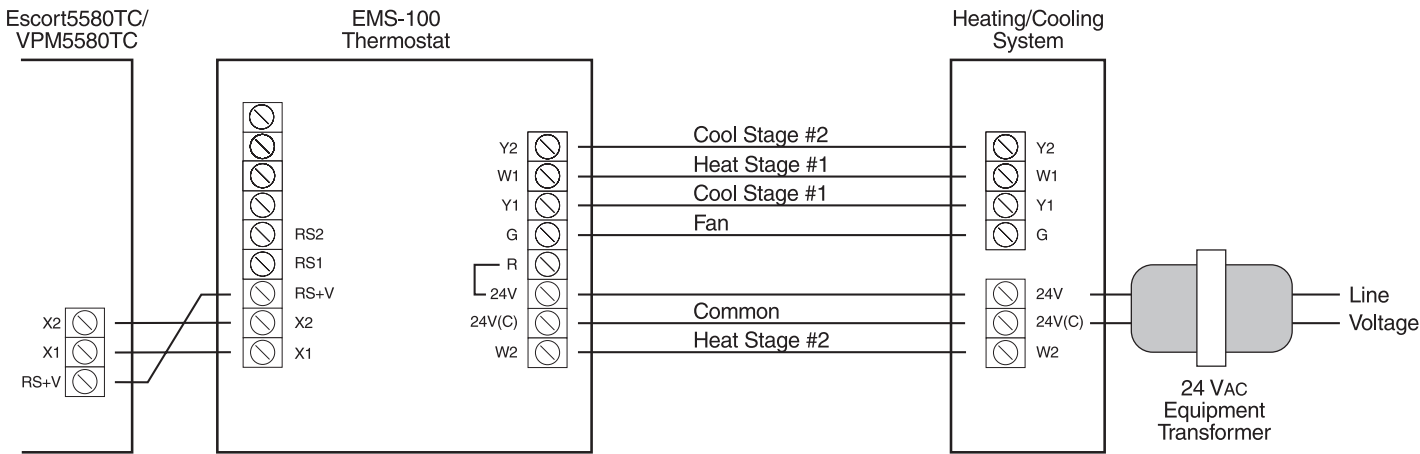 Escort5580TC/
VPM5580TC
EMS-100
Thermostat
Heating/Cooling
System
X2
X1
RS+V
RS2
RS1
RS+V
X2
X1
Y2
W1
Y1
G
R
24V
24V(C)
W2
Cool Stage #2
Heat Stage #1
Cool Stage #1
Fan
Common
Heat Stage #2
Y2
W1
Y1
G
24V
24V(C)
W2
Line
Voltage
24 VAC
Equipment
Transformer